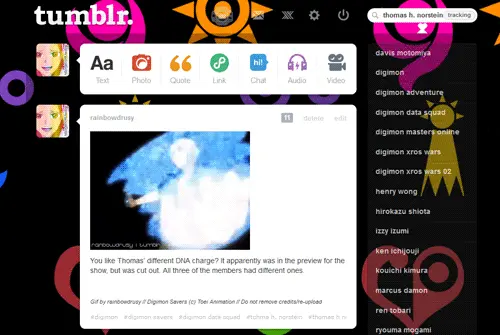 tumblr.
thomas h. norstein tracking
Aa
hi!
Text Photo Quote Link Chat Audio Video
rainbowdrusy
11 delete edit
rainbowdrusy | tumblr
You like Thomas' different DNA charge? It apparently was in the preview for
the show, but was cut out. All three of the members had different ones.
Gif by rainbowdrusy // Digimon Savers (c) Toei Animation // Do not remove credits/re-upload
#digimon #digimon savers #digimon data squad #tohma h. norstein #thomas h n
davis motomiya
digimon
digimon adventure
digimon data squad
digimon masters online
digimon xros wars
digimon xros wars 02
henry wong
hirokazu shiota
izzy izumi
ken ichijouji
kouichi kimura
marcus damon
ren tobari
ryouma mogami